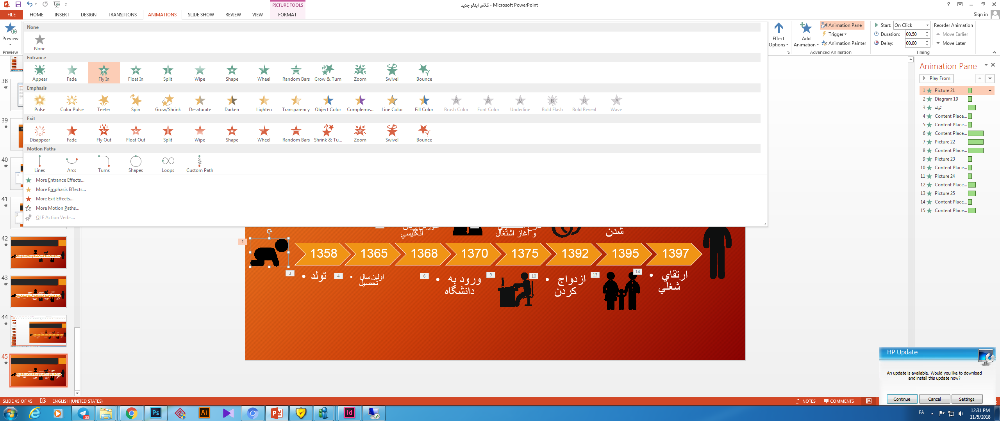 PICTURE TOOLS
كلاس اينفو جديد - Microsoft PowerPoint
FILE
HOME
INSERT
DESIGN
TRANSITIONS
ANIMATIONS
SLIDE SHOW
REVIEW
VIEW
FORMAT
Sign in
Preview
Preview
None
None
Entrance
Appear
Fade
Fly In
Float In
Split
Wipe
Shape
Wheel
Random Bars
Grow & Turn
Zoom
Swivel
Bounce
Emphasis
Pulse
Color Pulse
Teeter
Spin
Grow/Shrink
Desaturate
Darken
Lighten
Transparency
Object Color
Compleme...
Line Color
Fill Color
Brush Color
Font Color
Underline
Bold Flash
Bold Reveal
Wave
Exit
Disappear
Fade
Fly Out
Float Out
Split
Wipe
Shape
Wheel
Random Bars
Shrink & Tu...
Zoom
Swivel
Bounce
Motion Paths
Lines
Arcs
Turns
Shapes
Loops
Custom Path
More Entrance Effects...
More Emphasis Effects...
More Exit Effects...
More Motion Paths...
OLE Action Verbs...
Effect
Options
Add
Animation
Animation Pane
Trigger
Animation Painter
Advanced Animation
Start: On Click
Duration: 00.50
Delay: 00.00
Timing
Reorder Animation
Move Earlier
Move Later
Animation Pane
Play From
1 Picture 21
2 Diagram 19
3 تولد
4 Content Place...
5 Content Place...
6 Content Place...
7 Picture 22
8 Content Place...
9 Picture 23
10 Content Place...
11 Picture 24
12 Content Place...
13 Picture 25
14 Content Place...
15 Content Place...
38
39
40
41
42
43
44
45
انگليسي
و آغاز اشتغال
شدن
1
1358
1365
1368
1370
1375
1392
1395
1397
3
• تولد
4
• اولين سال
تحصيل
6
• ورود به
دانشگاه
9
10
• ازدواج
كردن
13
14
• ارتقاي
شغلي
HP Update
An update is available. Would you like to download
and install this update now?
Continue
Cancel
Settings
SLIDE 45 OF 45
ENGLISH (UNITED STATES)
NOTES
COMMENTS
33
Ps
Ai
Id
FA
12:31 PM
11/5/2018